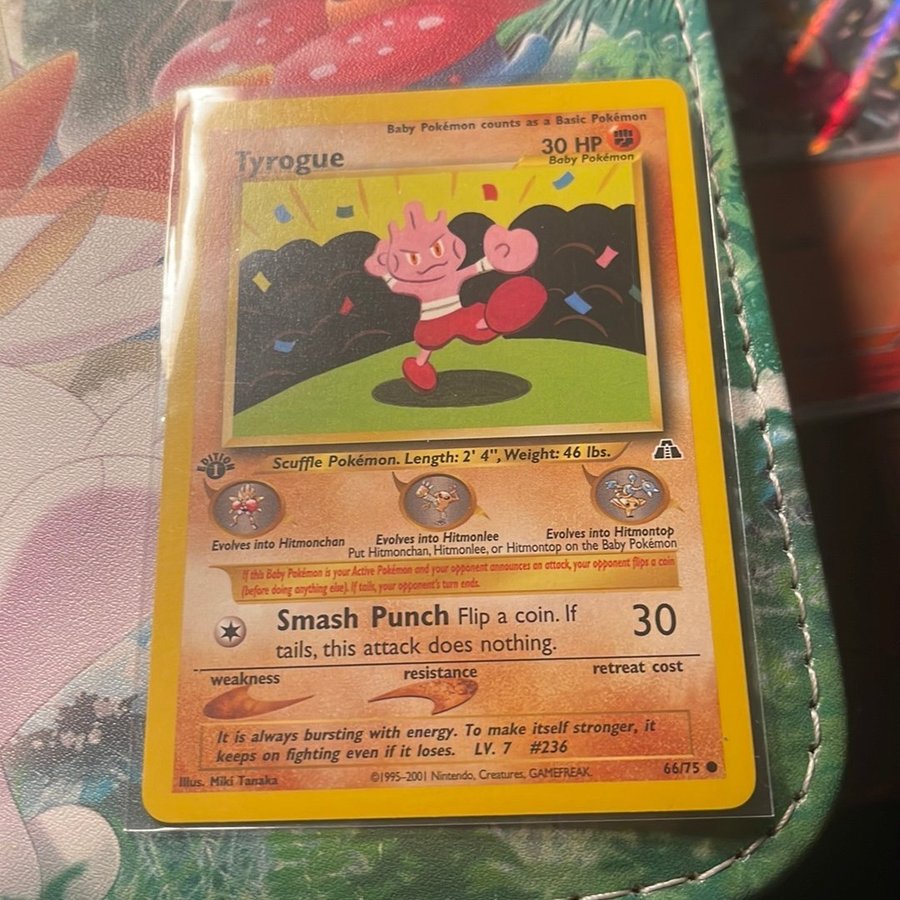 Baby Pokémon counts as a Basic Pokémon
Tyrogue
30 HP
Baby Pokémon
EDITION
1
Scuffle Pokémon. Length: 2' 4", Weight: 46 lbs.
Evolves into Hitmonchan
Evolves into Hitmonlee
Evolves into Hitmontop
Put Hitmonchan, Hitmonlee, or Hitmontop on the Baby Pokémon
If this Baby Pokémon is your Active Pokémon and your opponent announces an attack, your opponent flips a coin
(before doing anything else). If tails, your opponent's turn ends.
Smash Punch Flip a coin. If
tails, this attack does nothing.
30
weakness
resistance
retreat cost
It is always bursting with energy. To make itself stronger, it
keeps on fighting even if it loses. LV. 7 #236
Illus. Miki Tanaka
©1995-2001 Nintendo, Creatures, GAMEFREAK.
66/75